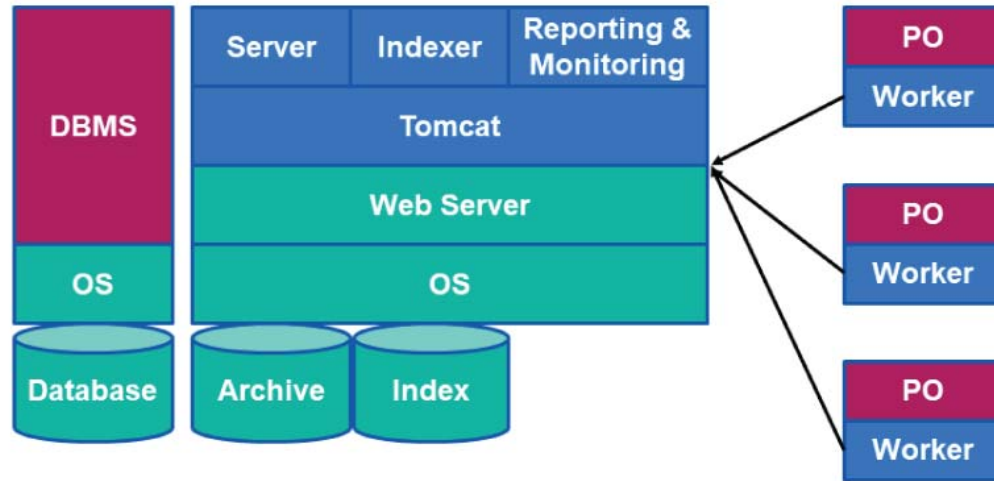 DBMS
OS
Database
Server
Indexer
Reporting &
Monitoring
Tomcat
Web Server
OS
Archive
Index
PO
Worker
PO
Worker
PO
Worker